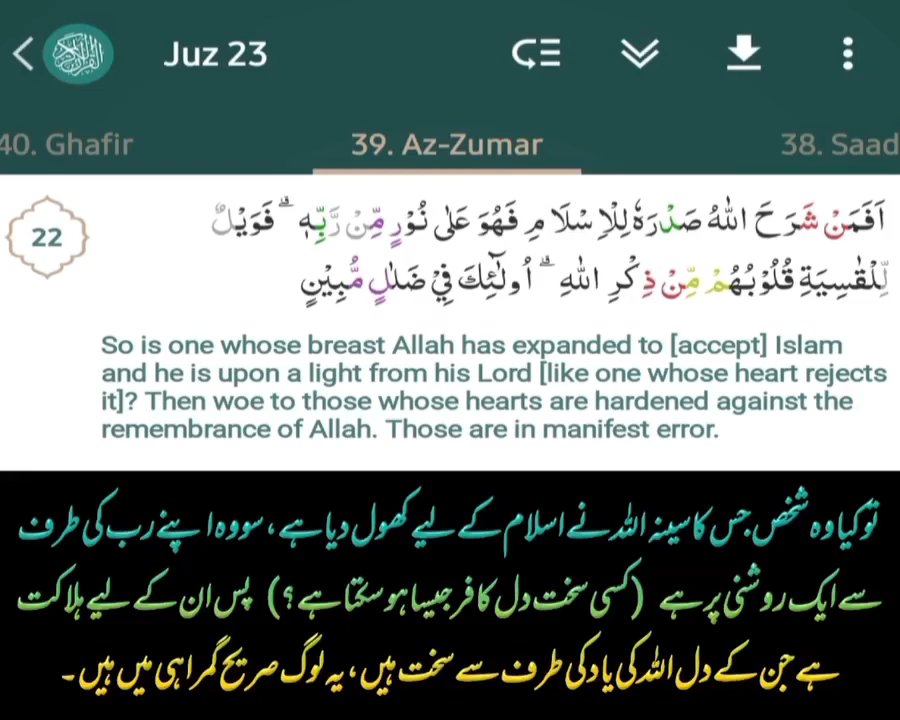 Juz 23
40. Ghafir 39. Az-Zumar 38. Saad
22
اَفَمَنْ شَرَحَ اللّٰهُ صَدْرَهٗ لِلْاِسْلَامِ فَهُوَ عَلٰى نُوْرٍ مِّنْ رَّبِّهٖ ۗ فَوَيْلٌ
لِّلْقٰسِيَةِ قُلُوْبُهُمْ مِّنْ ذِكْرِ اللّٰهِ ۗ اُولٰٓئِكَ فِيْ ضَلٰلٍ مُّبِيْنٍ
So is one whose breast Allah has expanded to [accept] Islam
and he is upon a light from his Lord [like one whose heart rejects
it]? Then woe to those whose hearts are hardened against the
remembrance of Allah. Those are in manifest error.
تو کیا وہ شخص جس کا سینہ اللہ نے اسلام کے لیے کھول دیا ہے، سو وہ اپنے رب کی طرف
سے ایک روشنی پر ہے (کسی سخت دل کافر جیسا ہو سکتا ہے؟) پس ان کے لیے ہلاکت
ہے جن کے دل اللہ کی یاد کی طرف سے سخت ہیں، یہ لوگ صریح گمراہی میں ہیں۔